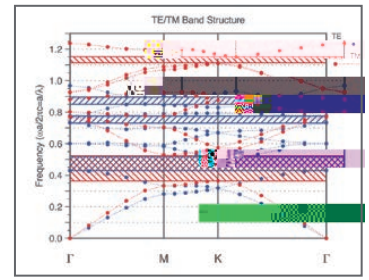 TE/TM Band Structure
TE
1.2
1.0
0.8
0.6
0.4
0.2
0.0
Frequency (ωa/2πc=a/λ)
Γ M K Γ